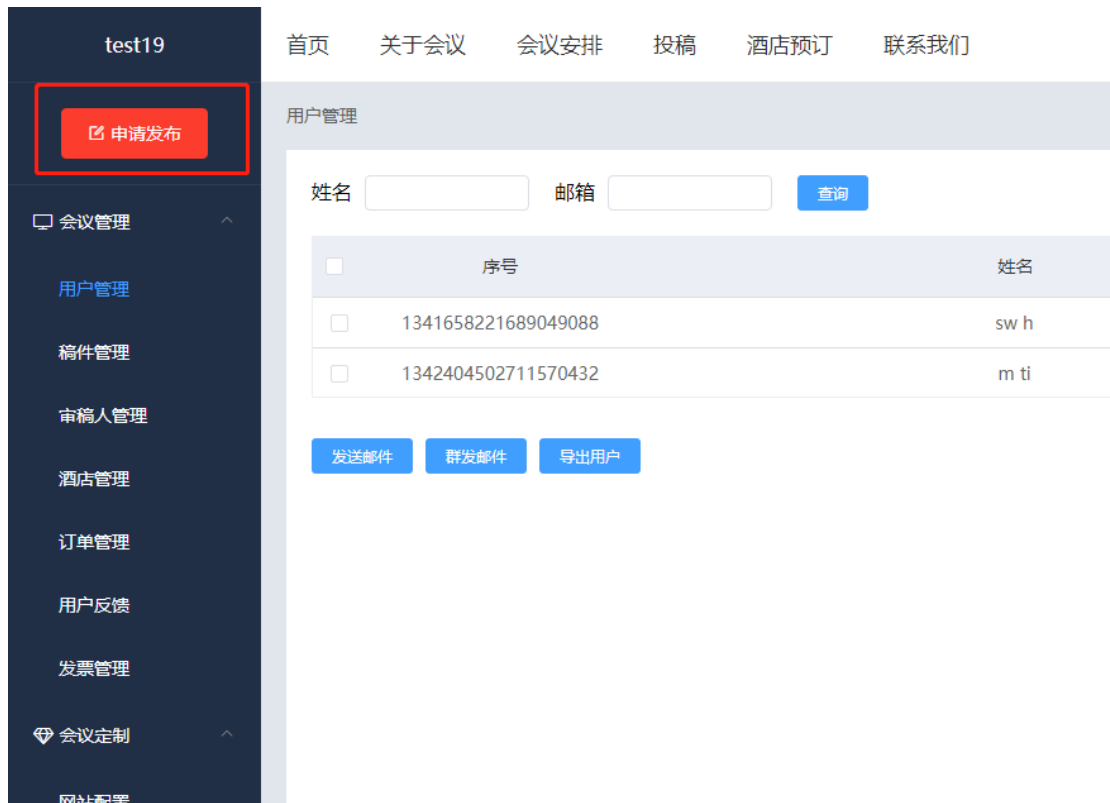 test19
首页 关于会议 会议安排 投稿 酒店预订 联系我们
申请发布
用户管理
姓名 邮箱 查询
会议管理
序号 姓名
用户管理
1341658221689049088 sw h
稿件管理
1342404502711570432 m ti
审稿人管理
发送邮件 群发邮件 导出用户
酒店管理
订单管理
用户反馈
发票管理
会议定制
网站配置